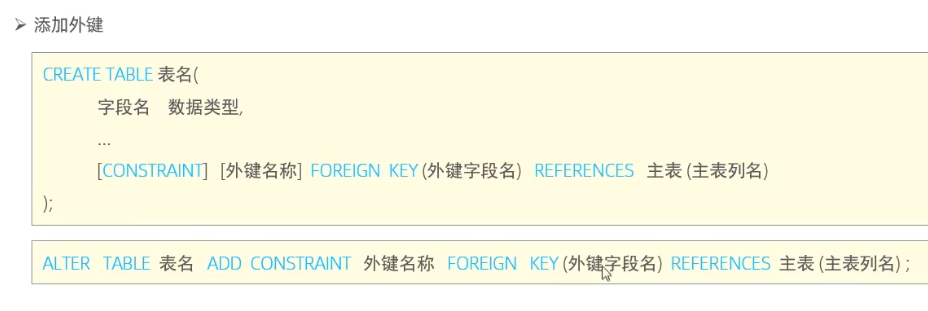 ➢ 添加外键
CREATE TABLE 表名(
字段名 数据类型,
...
[CONSTRAINT] [外键名称] FOREIGN KEY (外键字段名) REFERENCES 主表 (主表列名)
);
ALTER TABLE 表名 ADD CONSTRAINT 外键名称 FOREIGN KEY (外键字段名) REFERENCES 主表 (主表列名) ;